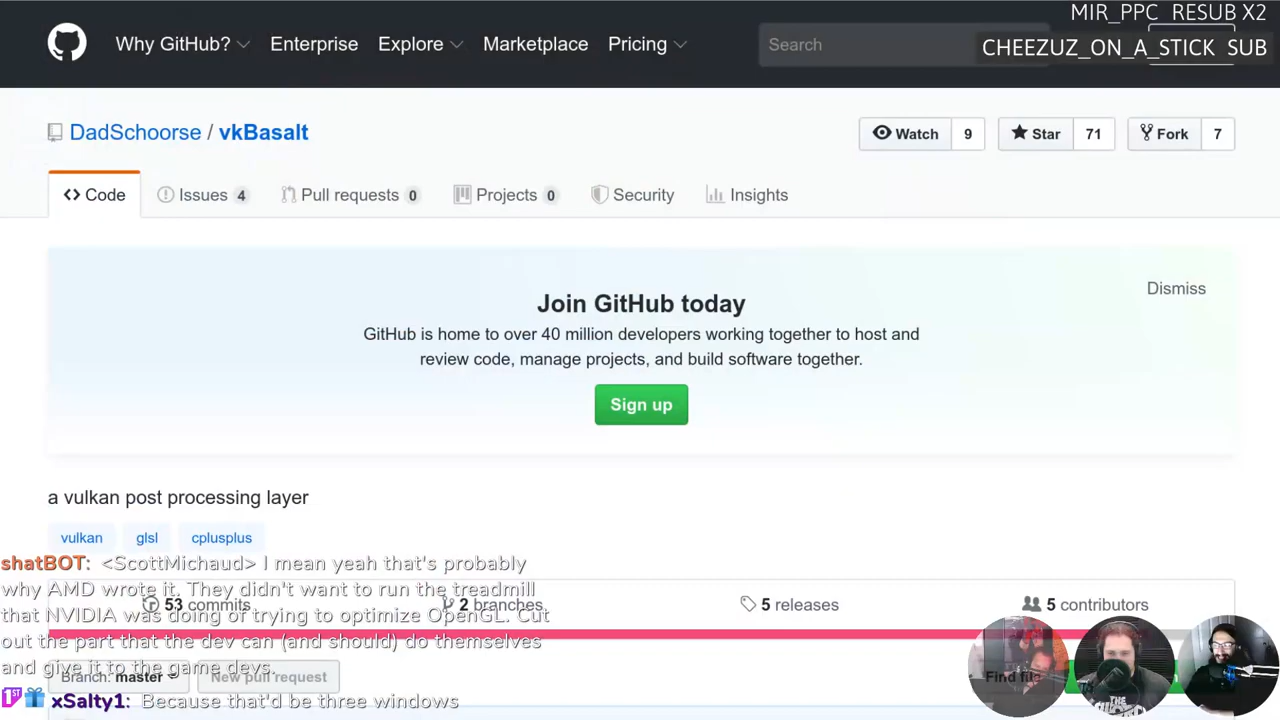 MIR_PPC RESUB X2
Why GitHub? Enterprise Explore Marketplace Pricing Search CHEEZUZ_ON_A_STICK SUB
DadSchoorse / vkBasalt Watch 9 Star 71 Fork 7
Code Issues 4 Pull requests 0 Projects 0 Security Insights
Dismiss
Join GitHub today
GitHub is home to over 40 million developers working together to host and
review code, manage projects, and build software together.
Sign up
a vulkan post processing layer
vulkan glsl cplusplus
shatBOT: <ScottMichaud> I mean yeah that's probably
why AMD wrote it. They didn't want to run the treadmill
53 commits 2 branches 5 releases 5 contributors
that NVIDIA was doing of trying to optimize OpenGL. Cut
out the part that the dev can (and should) do themselves
and give it to the game devs.
Branch: master New pull request Find file
xSalty1: Because that'd be three windows